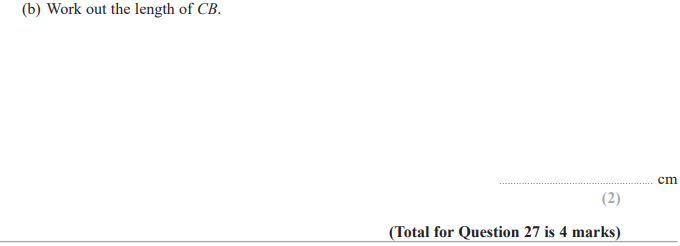 (b) Work out the length of CB.
........................................................ cm
(2)
(Total for Question 27 is 4 marks)